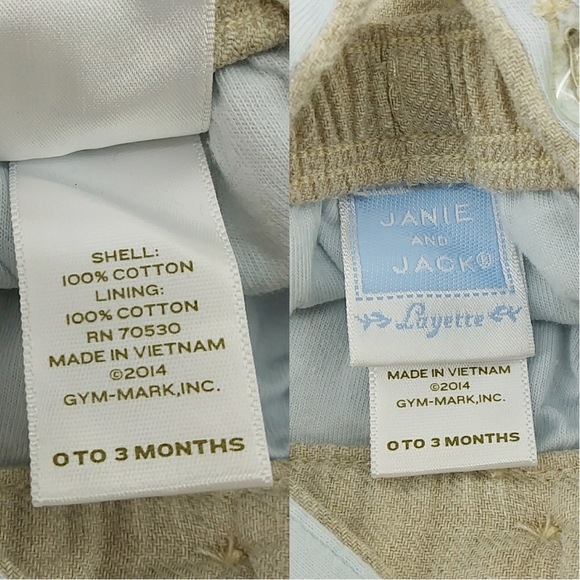 SHELL:
100% COTTON
LINING:
100% COTTON
RN 70530
MADE IN VIETNAM
©2014
GYM-MARK,INC.
0 TO 3 MONTHS
JANIE
AND
JACK®
Layette
MADE IN VIETNAM
©2014
GYM-MARK,INC.
0 TO 3 MONTHS